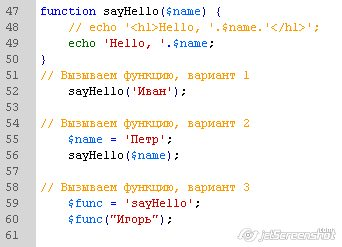 47 function sayHello($name) {
48 // echo '<h1>Hello, '.$name.'</h1>';
49 echo 'Hello, '.$name;
50 }
51 // Вызываем функцию, вариант 1
52 sayHello('Иван');
53
54 // Вызываем функцию, вариант 2
55 $name = 'Петр';
56 sayHello($name);
57
58 // Вызываем функцию, вариант 3
59 $func = 'sayHello';
60 $func("Игорь");
61
jetScreenshot